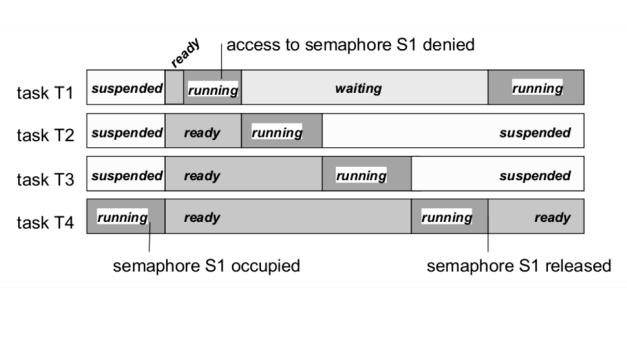 ready
access to semaphore S1 denied
task T1 suspended running waiting running
task T2 suspended ready running suspended
task T3 suspended ready running suspended
task T4 running ready running ready
semaphore S1 occupied semaphore S1 released